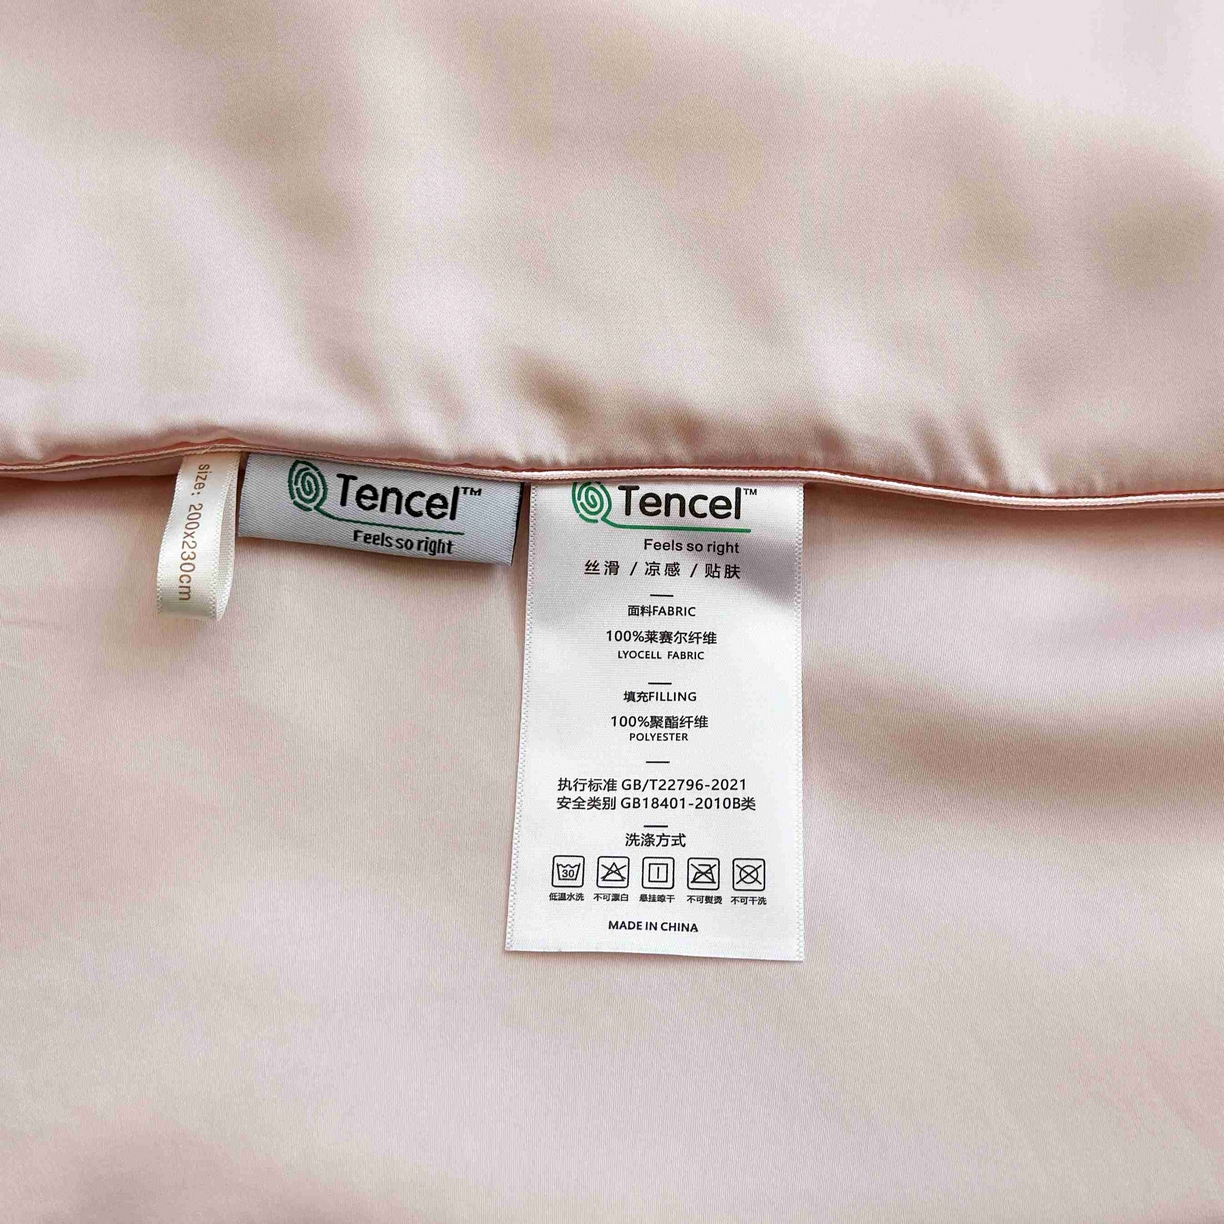 size: 200x230cm
Tencel™
Feels so right
Tencel™
Feels so right
丝滑 / 凉感 / 贴肤
面料FABRIC
100%莱赛尔纤维
LYOCELL FABRIC
填充FILLING
100%聚酯纤维
POLYESTER
执行标准 GB/T22796-2021
安全类别 GB18401-2010B类
洗涤方式
30
低温水洗 不可漂白 悬挂晾干 不可熨烫 不可干洗
MADE IN CHINA